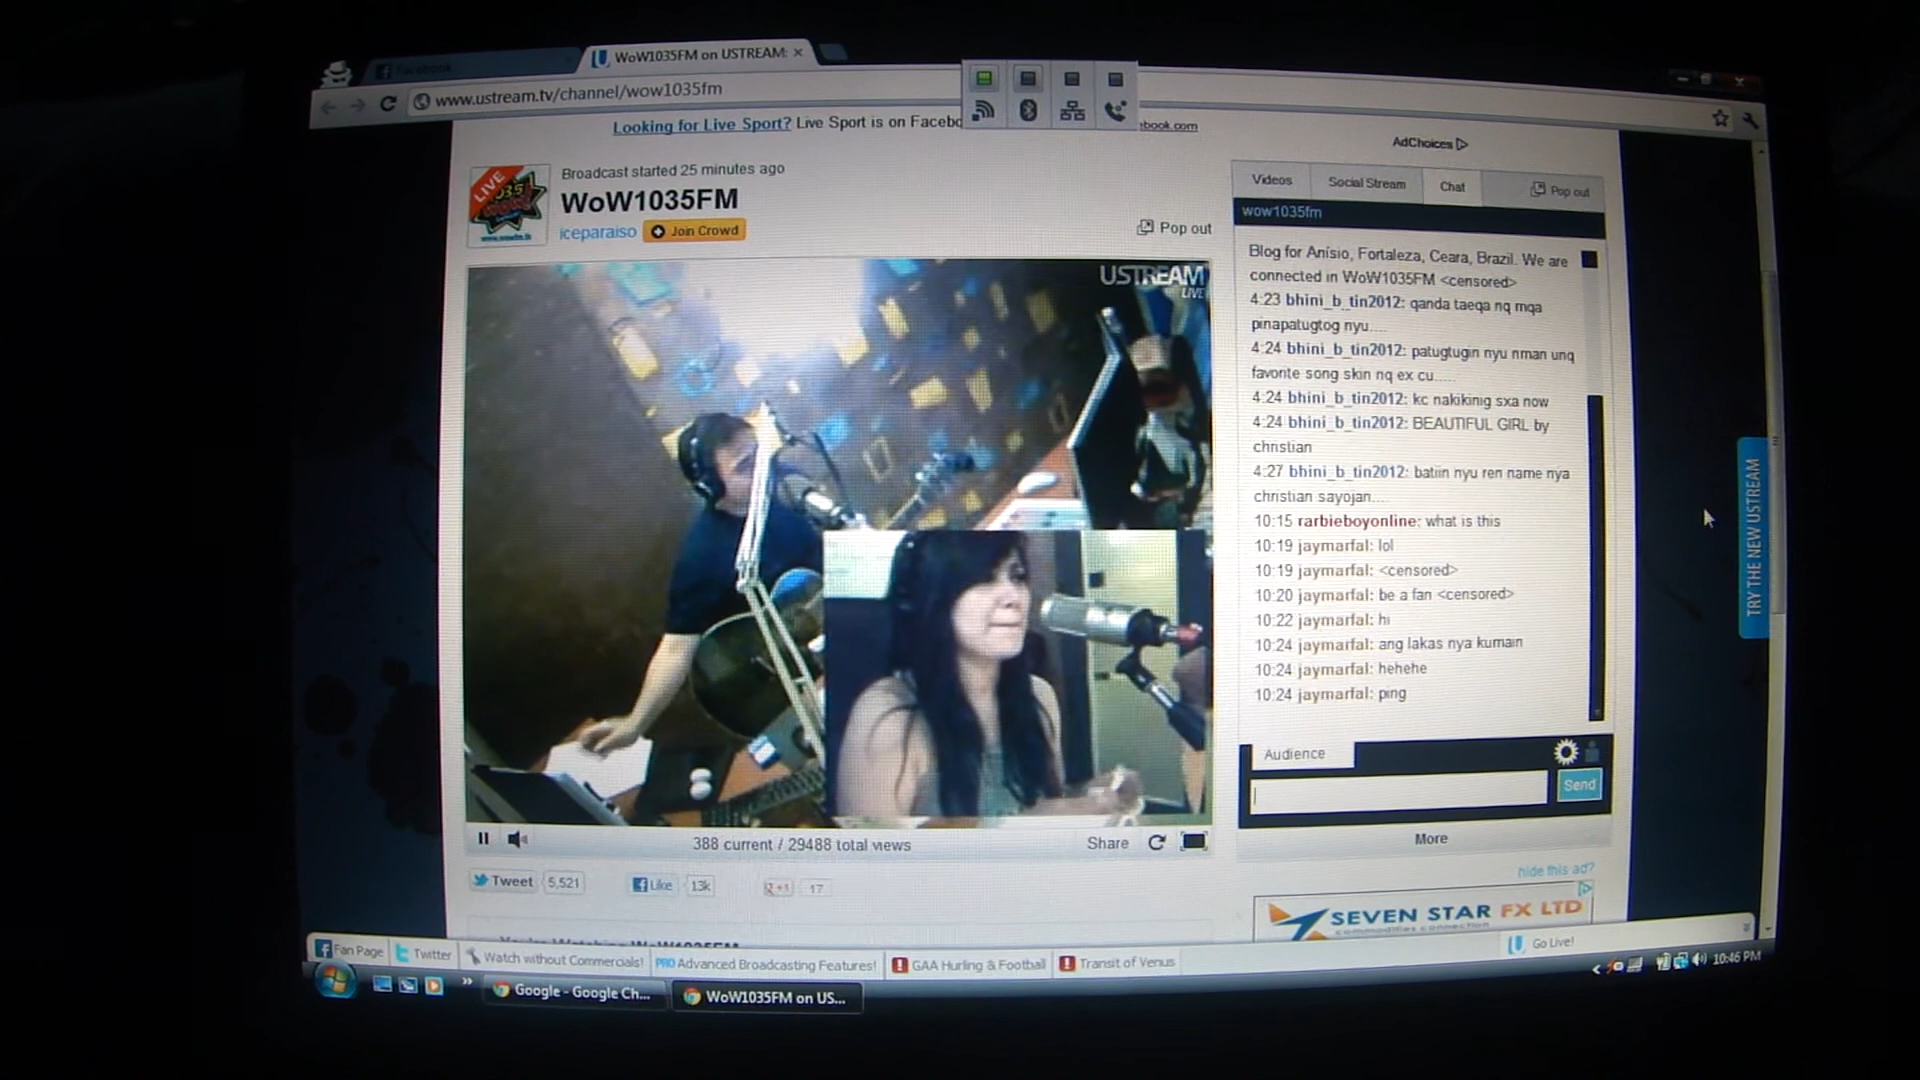 Facebook
WoW1035FM on USTREAM:
www.ustream.tv/channel/wow1035fm
Looking for Live Sport? Live Sport is on Facebo
book.com
AdChoices
Broadcast started 25 minutes ago
LIVE
WoW1035FM
iceparaiso
Join Crowd
Pop out
USTREAM
LIVE
Videos
Social Stream
Chat
Pop out
wow1035fm
Blog for Anísio, Fortaleza, Ceara, Brazil. We are
connected in WoW1035FM <censored>
4:23 bhini_b_tin2012: qanda taeqa nq mqa
pinapatugtog nyu....
4:24 bhini_b_tin2012: patugtugin nyu nman unq
favorite song skin nq ex cu.....
4:24 bhini_b_tin2012: kc nakikinig sxa now
4:24 bhini_b_tin2012: BEAUTIFUL GIRL by
christian
4:27 bhini_b_tin2012: batiin nyu ren name nya
christian sayojan....
10:15 rarbieboyonline: what is this
10:19 jaymarfal: lol
10:19 jaymarfal: <censored>
10:20 jaymarfal: be a fan <censored>
10:22 jaymarfal: hi
10:24 jaymarfal: ang lakas nya kumain
10:24 jaymarfal: hehehe
10:24 jaymarfal: ping
Audience
Send
More
TRY THE NEW USTREAM
388 current / 29488 total views
Share
Tweet 5,521
Like 13k
+1 17
hide this ad?
SEVEN STAR FX LTD
commodities connection
Fan Page
Twitter
Watch without Commercials!
PRO Advanced Broadcasting Features!
GAA Hurling & Football
Transit of Venus
Go Live!
Google - Google Ch...
WoW1035FM on US...
10:46 PM